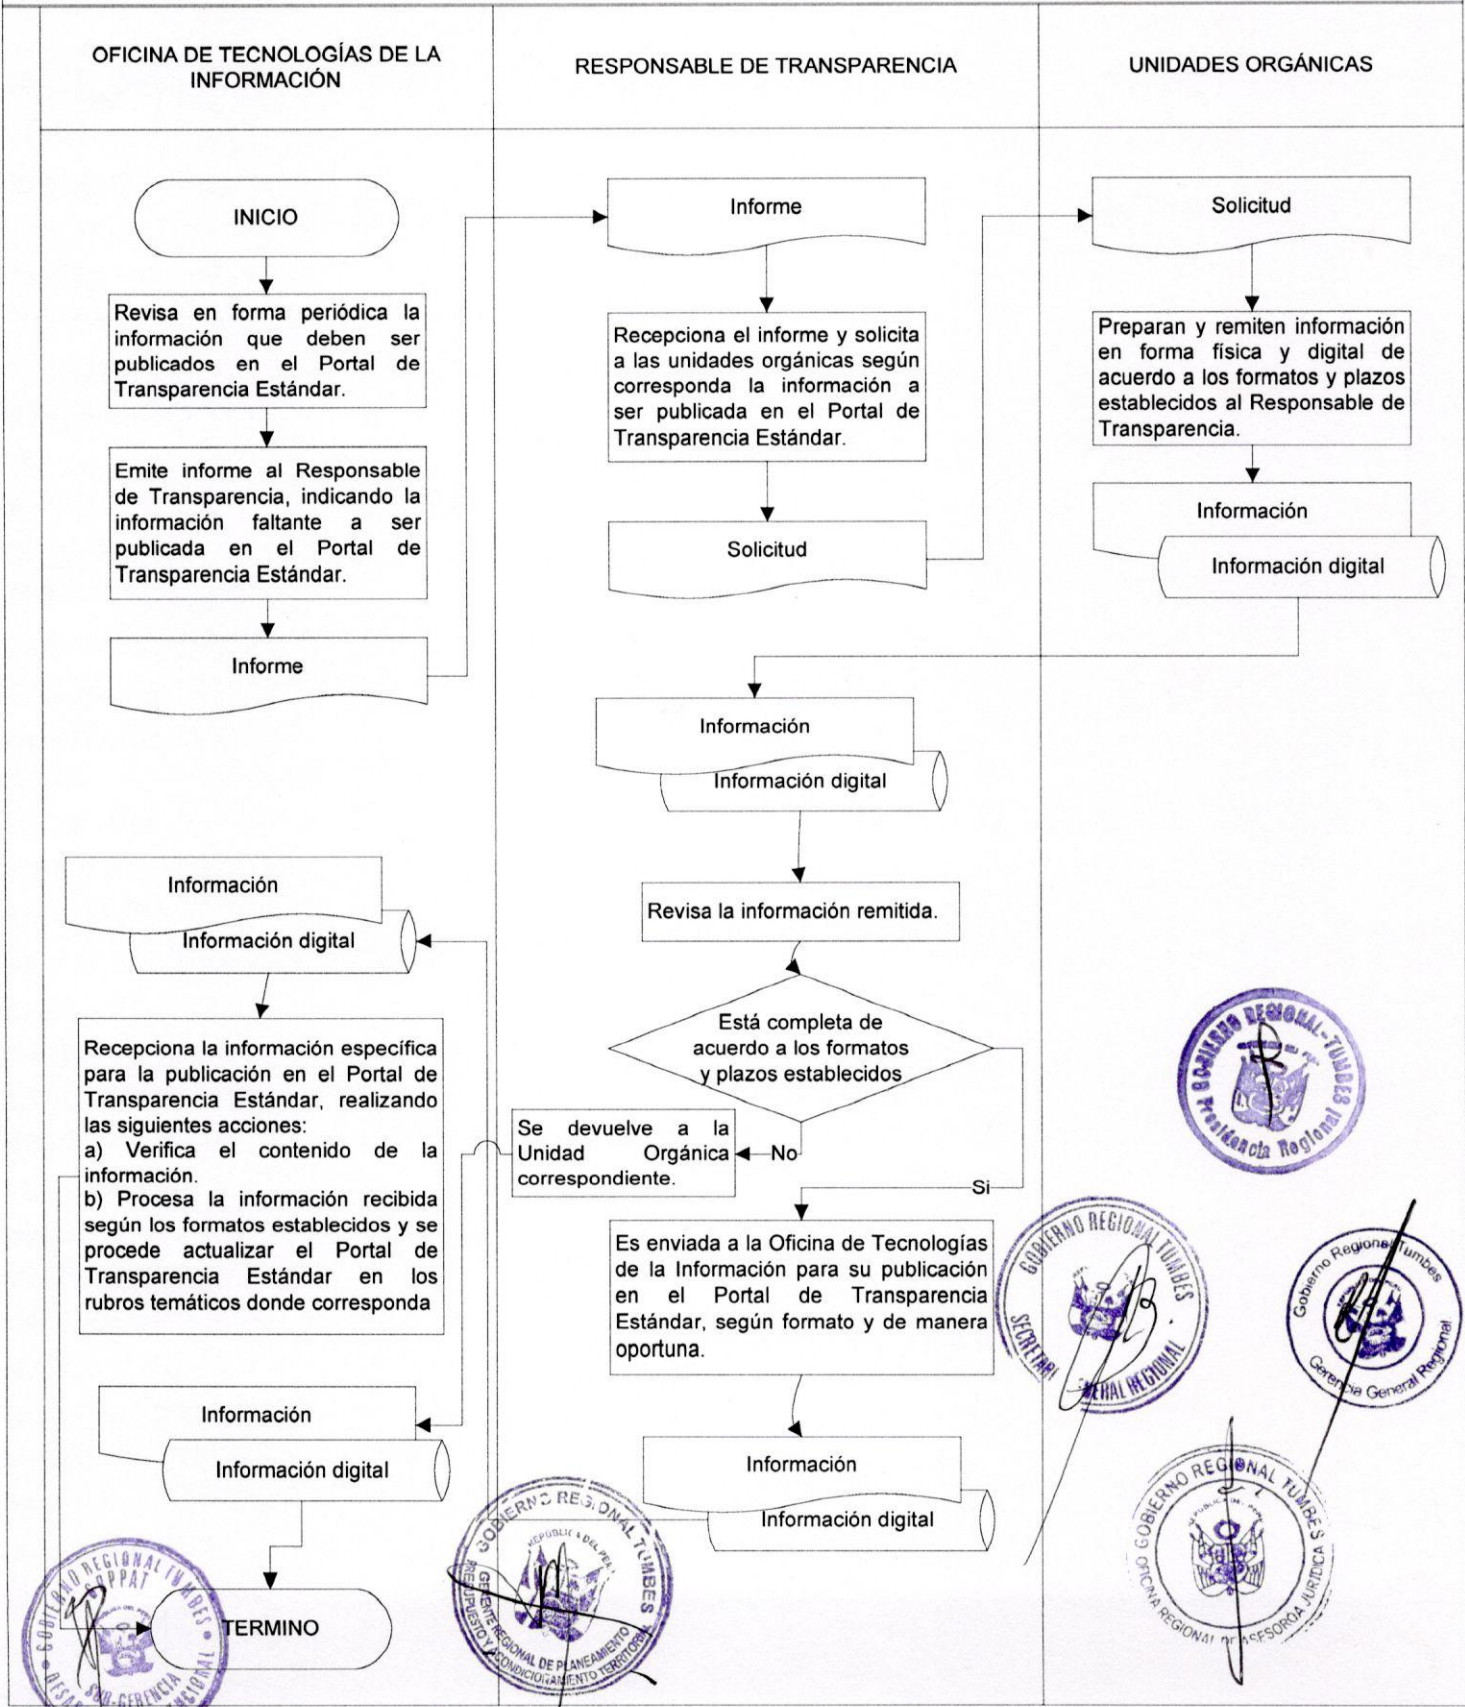 OFICINA DE TECNOLOGÍAS DE LA
INFORMACIÓN
RESPONSABLE DE TRANSPARENCIA
UNIDADES ORGÁNICAS
INICIO
Revisa en forma periódica la
información que deben ser
publicados en el Portal de
Transparencia Estándar.
Emite informe al Responsable
de Transparencia, indicando la
información faltante a ser
publicada en el Portal de
Transparencia Estándar.
Informe
Informe
Recepciona el informe y solicita
a las unidades orgánicas según
corresponda la información a
ser publicada en el Portal de
Transparencia Estándar.
Solicitud
Solicitud
Preparan y remiten información
en forma física y digital de
acuerdo a los formatos y plazos
establecidos al Responsable de
Transparencia.
Información
Información digital
Información
Información digital
Revisa la información remitida.
Está completa de
acuerdo a los formatos
y plazos establecidos
No
Se devuelve a la
Unidad Orgánica
correspondiente.
Si
Es enviada a la Oficina de Tecnologías
de la Información para su publicación
en el Portal de Transparencia
Estándar, según formato y de manera
oportuna.
Información
Información digital
Información
Información digital
Recepciona la información específica
para la publicación en el Portal de
Transparencia Estándar, realizando
las siguientes acciones:
a) Verifica el contenido de la
información.
b) Procesa la información recibida
según los formatos establecidos y se
procede actualizar el Portal de
Transparencia Estándar en los
rubros temáticos donde corresponda
Información
Información digital
TERMINO
GOBIERNO REGIONAL-TUMBES
Presidencia Regional
GOBIERNO REGIONAL TUMBES
GENERAL REGIONAL
Gobierno Regional Tumbes
Gerencia General Regional
GOBIERNO REGIONAL TUMBES
OFICINA REGIONAL DE ASESORIA JURIDICA
GOBIERNO REGIONAL TUMBES
REPÚBLICA DEL PERÚ
GERENTE REGIONAL DE PLANEAMIENTO
PRESUPUESTO Y ACONDICIONAMIENTO TERRITORIAL
GOBIERNO REGIONAL TUMBES
SUB-GERENCIA